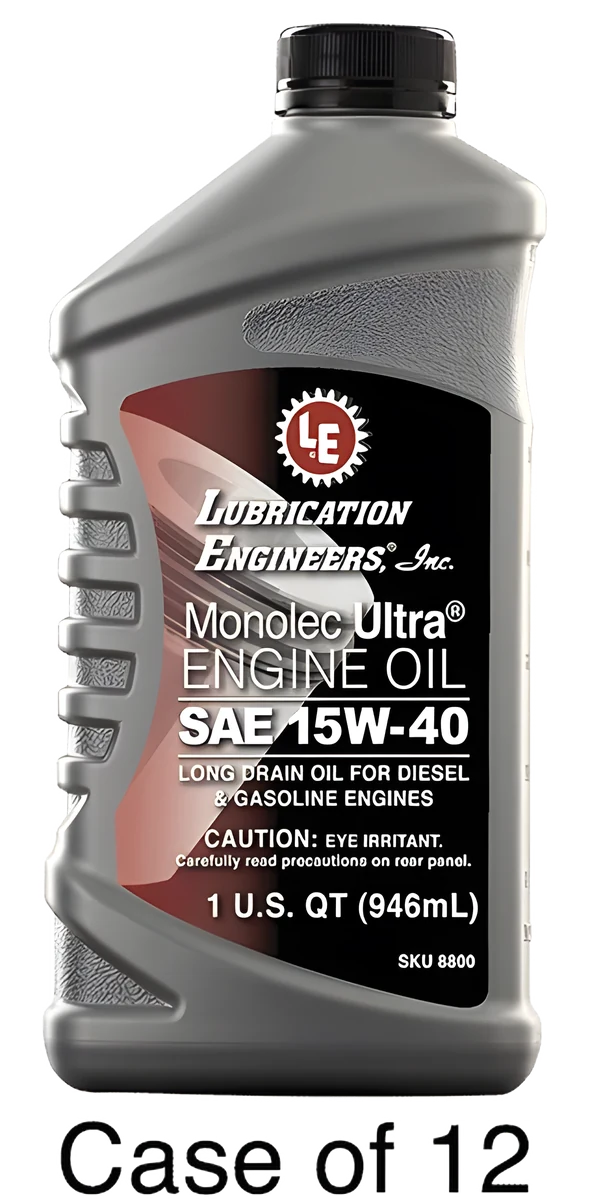 LE
LUBRICATION
ENGINEERS,® Inc.
Monolec Ultra®
ENGINE OIL
SAE 15W-40
LONG DRAIN OIL FOR DIESEL
& GASOLINE ENGINES
CAUTION: EYE IRRITANT.
Carefully read precautions on rear panel.
1 U.S. QT (946mL)
SKU 8800
Case of 12